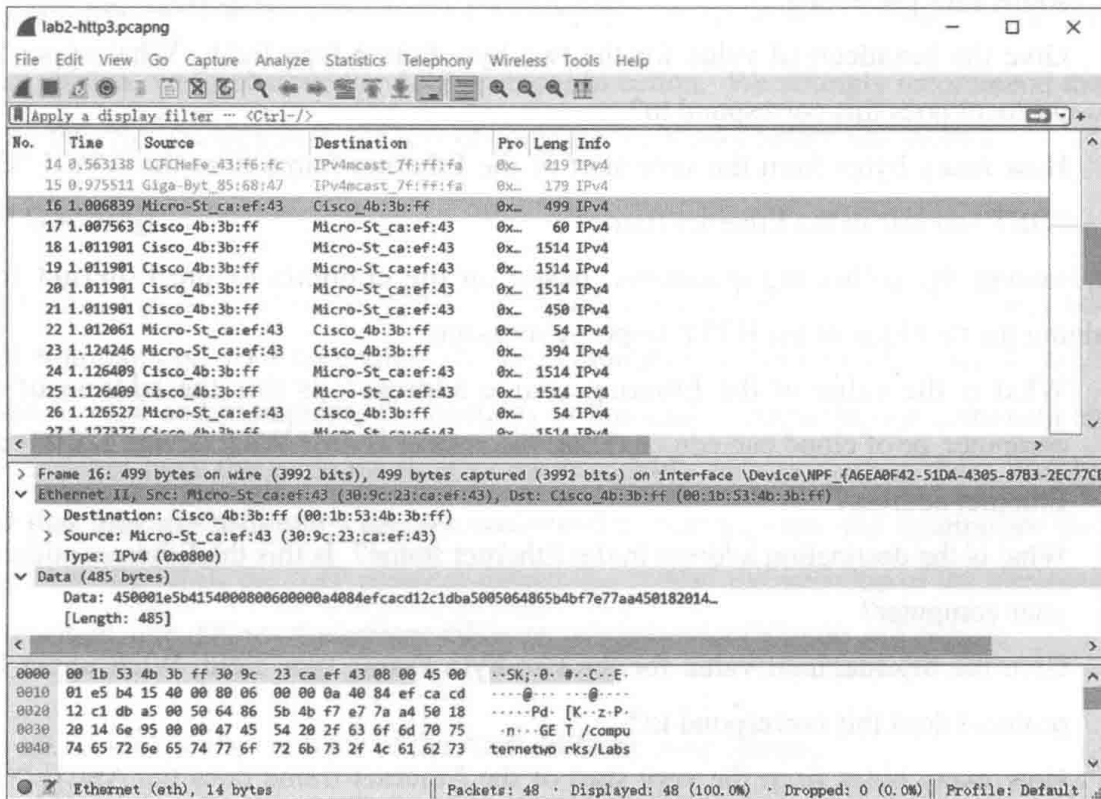 lab2-http3.pcapng
File Edit View Go Capture Analyze Statistics Telephony Wireless Tools Help
Apply a display filter … <Ctrl-/>
No. Time Source Destination Pro Leng Info
14 0.563138 LCFCHeFe_43:f6:fc IPv4mcast_7f:ff:fa 0x… 219 IPv4
15 0.975511 Giga-Byt_85:68:47 IPv4mcast_7f:ff:fa 0x… 179 IPv4
16 1.006839 Micro-St_ca:ef:43 Cisco_4b:3b:ff 0x… 499 IPv4
17 1.007563 Cisco_4b:3b:ff Micro-St_ca:ef:43 0x… 60 IPv4
18 1.011901 Cisco_4b:3b:ff Micro-St_ca:ef:43 0x… 1514 IPv4
19 1.011901 Cisco_4b:3b:ff Micro-St_ca:ef:43 0x… 1514 IPv4
20 1.011901 Cisco_4b:3b:ff Micro-St_ca:ef:43 0x… 1514 IPv4
21 1.011901 Cisco_4b:3b:ff Micro-St_ca:ef:43 0x… 450 IPv4
22 1.012061 Micro-St_ca:ef:43 Cisco_4b:3b:ff 0x… 54 IPv4
23 1.124246 Micro-St_ca:ef:43 Cisco_4b:3b:ff 0x… 394 IPv4
24 1.126409 Cisco_4b:3b:ff Micro-St_ca:ef:43 0x… 1514 IPv4
25 1.126409 Cisco_4b:3b:ff Micro-St_ca:ef:43 0x… 1514 IPv4
26 1.126527 Micro-St_ca:ef:43 Cisco_4b:3b:ff 0x… 54 IPv4
27 1.127377 Cisco_4b:3b:ff Micro-St_ca:ef:43 0x… 1514 IPv4
Frame 16: 499 bytes on wire (3992 bits), 499 bytes captured (3992 bits) on interface \Device\NPF_{A6EA0F42-51DA-4305-87B3-2EC77CE
Ethernet II, Src: Micro-St_ca:ef:43 (30:9c:23:ca:ef:43), Dst: Cisco_4b:3b:ff (00:1b:53:4b:3b:ff)
Destination: Cisco_4b:3b:ff (00:1b:53:4b:3b:ff)
Source: Micro-St_ca:ef:43 (30:9c:23:ca:ef:43)
Type: IPv4 (0x0800)
Data (485 bytes)
Data: 450001e5b4154000800600000a4084efcacd12c1dba5005064865b4bf7e77aa450182014…
[Length: 485]
0000 00 1b 53 4b 3b ff 30 9c 23 ca ef 43 08 00 45 00 ··SK;·0· #··C··E·
0010 01 e5 b4 15 40 00 80 06 00 00 0a 40 84 ef ca cd ····@··· ···@····
0020 12 c1 db a5 00 50 64 86 5b 4b f7 e7 7a a4 50 18 ·····Pd· [K··z·P·
0030 20 14 6e 95 00 00 47 45 54 20 2f 63 6f 6d 70 75 ·n···GE T /compu
0040 74 65 72 6e 65 74 77 6f 72 6b 73 2f 4c 61 62 73 ternetwo rks/Labs
Ethernet (eth), 14 bytes Packets: 48 · Displayed: 48 (100.0%) · Dropped: 0 (0.0%) Profile: Default